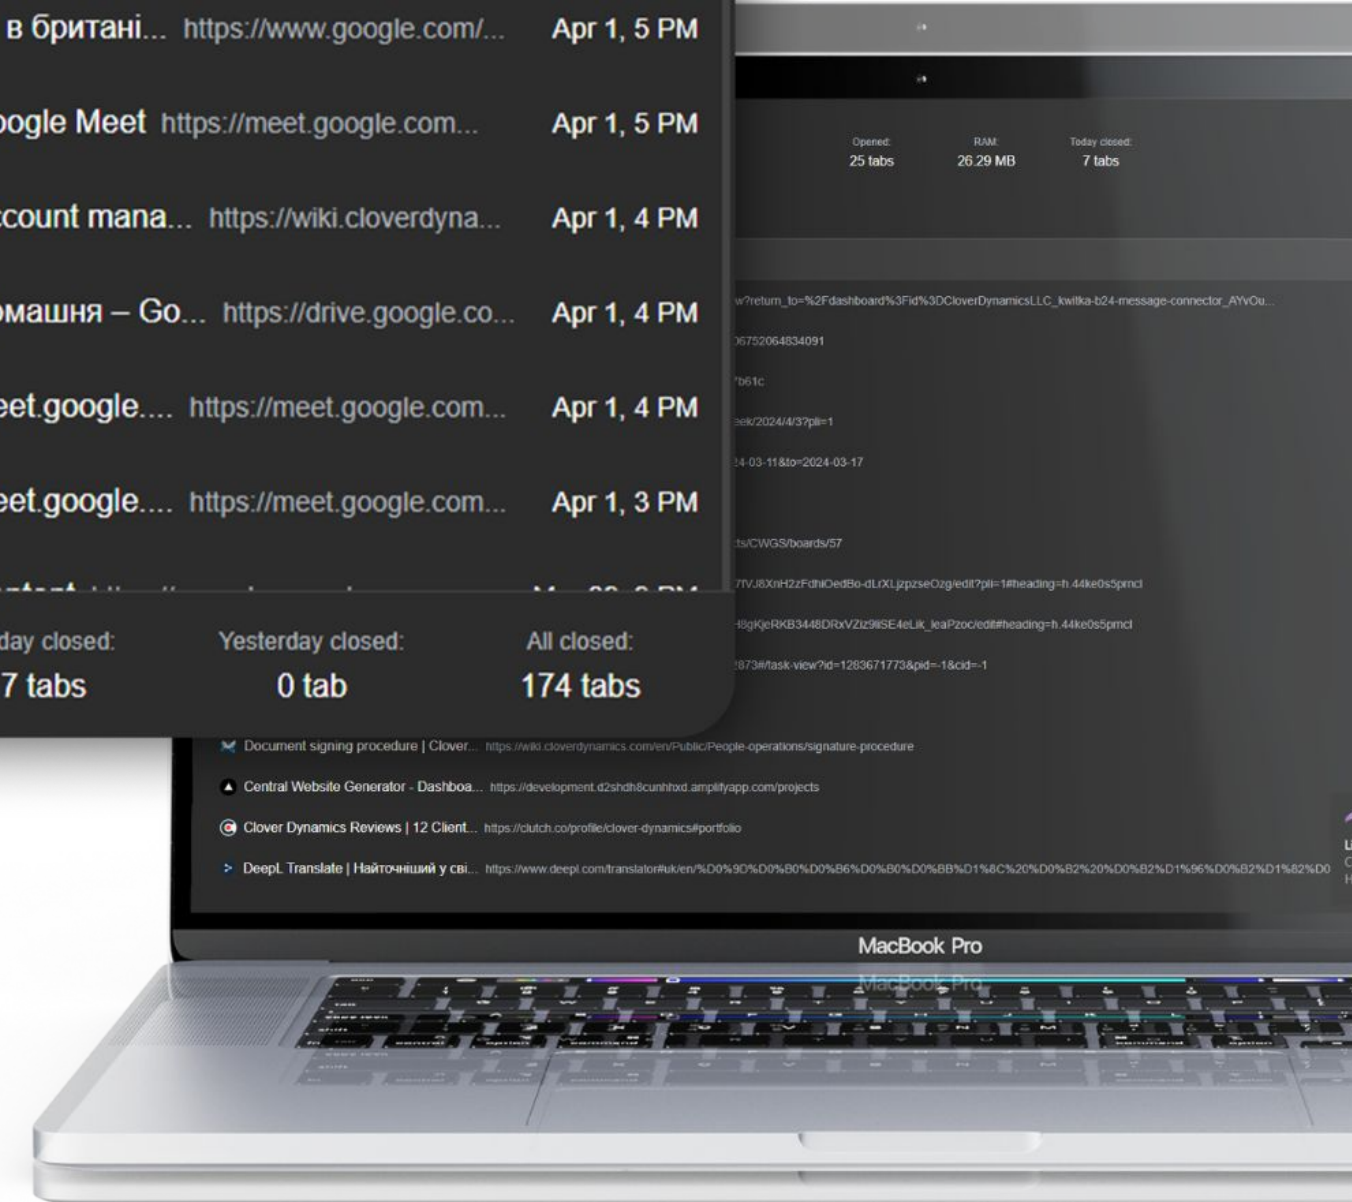 в британі... https://www.google.com/... Apr 1, 5 PM
oogle Meet https://meet.google.com... Apr 1, 5 PM
ccount mana... https://wiki.cloverdyna... Apr 1, 4 PM
омашня – Go... https://drive.google.co... Apr 1, 4 PM
eet.google.... https://meet.google.com... Apr 1, 4 PM
eet.google.... https://meet.google.com... Apr 1, 3 PM
day closed: Yesterday closed: All closed:
7 tabs 0 tab 174 tabs
Opened: RAM: Today closed:
25 tabs 26.29 MB 7 tabs
w?return_to=%2Fdashboard%3Fid%3DCloverDynamicsLLC_kwitka-b24-message-connector_AYvOu...
06752064834091
7b61c
eek/2024/4/3?pli=1
24-03-11&to=2024-03-17
ts/CWGS/boards/57
7fVJ8XnH2zFdhiOedBo-dLrXLjzpzseOzg/edit?pli=1#heading=h.44ke0s5prncl
H8gKjeRKB3448DRxVZiz9liSE4eLik_leaPzoc/edit#heading=h.44ke0s5prncl
2873#/task-view?id=1283671773&pid=-1&cid=-1
Document signing procedure | Clover... https://wiki.cloverdynamics.com/en/Public/People-operations/signature-procedure
Central Website Generator - Dashboa... https://development.d2shdh8cunhhxd.amplifyapp.com/projects
Clover Dynamics Reviews | 12 Client... https://clutch.co/profile/clover-dynamics#portfolio
DeepL Translate | Найточніший у сві... https://www.deepl.com/translator#uk/en/%D0%9D%D0%B0%D0%B6%D0%B0%D0%BB%D1%8C%20%D0%B2%20%D0%B2%D1%96%D0%B2%D1%82%D0
MacBook Pro